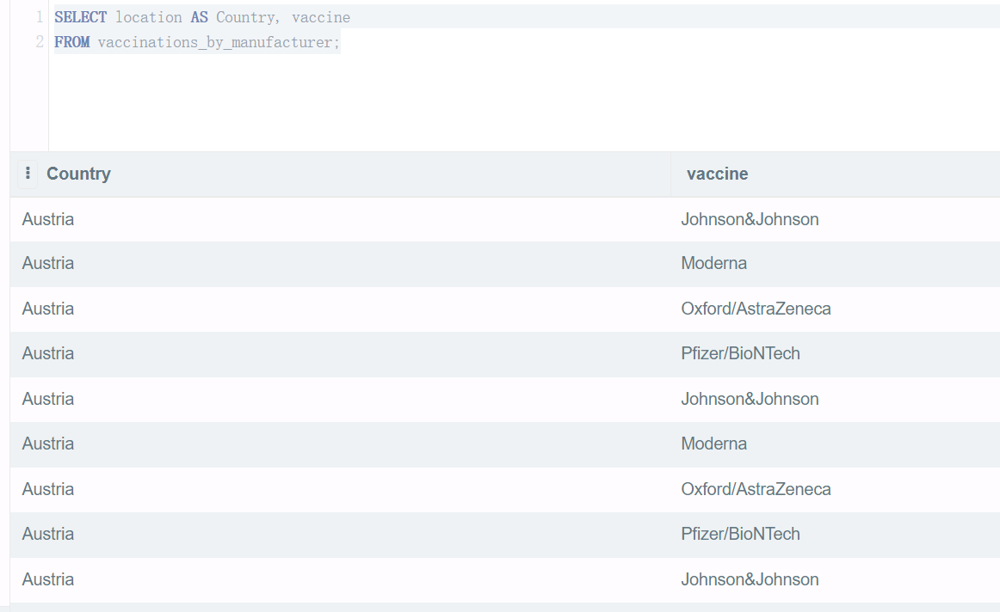 1 SELECT location AS Country, vaccine
2 FROM vaccinations_by_manufacturer;
Country vaccine
Austria Johnson&Johnson
Austria Moderna
Austria Oxford/AstraZeneca
Austria Pfizer/BioNTech
Austria Johnson&Johnson
Austria Moderna
Austria Oxford/AstraZeneca
Austria Pfizer/BioNTech
Austria Johnson&Johnson